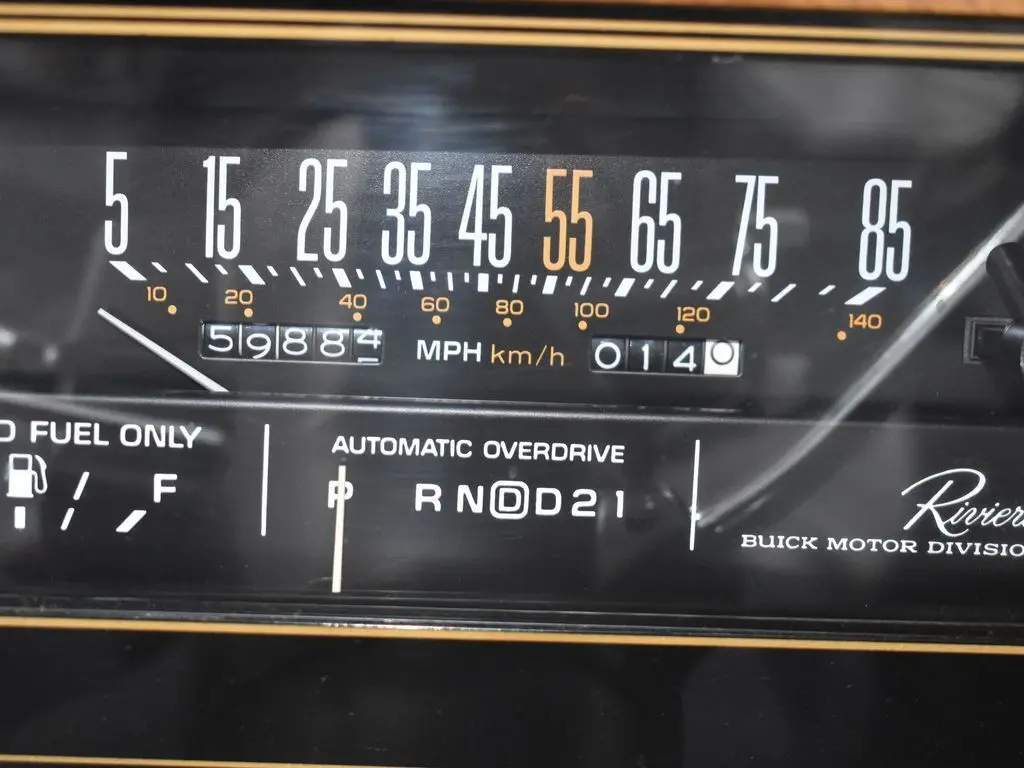 5 15 25 35 45 55 65 75 85
10 20 40 60 80 100 120 140
59884 MPH km/h 0140
D FUEL ONLY
AUTOMATIC OVERDRIVE
F
P R N D D 2 1
Riviera
BUICK MOTOR DIVISIO